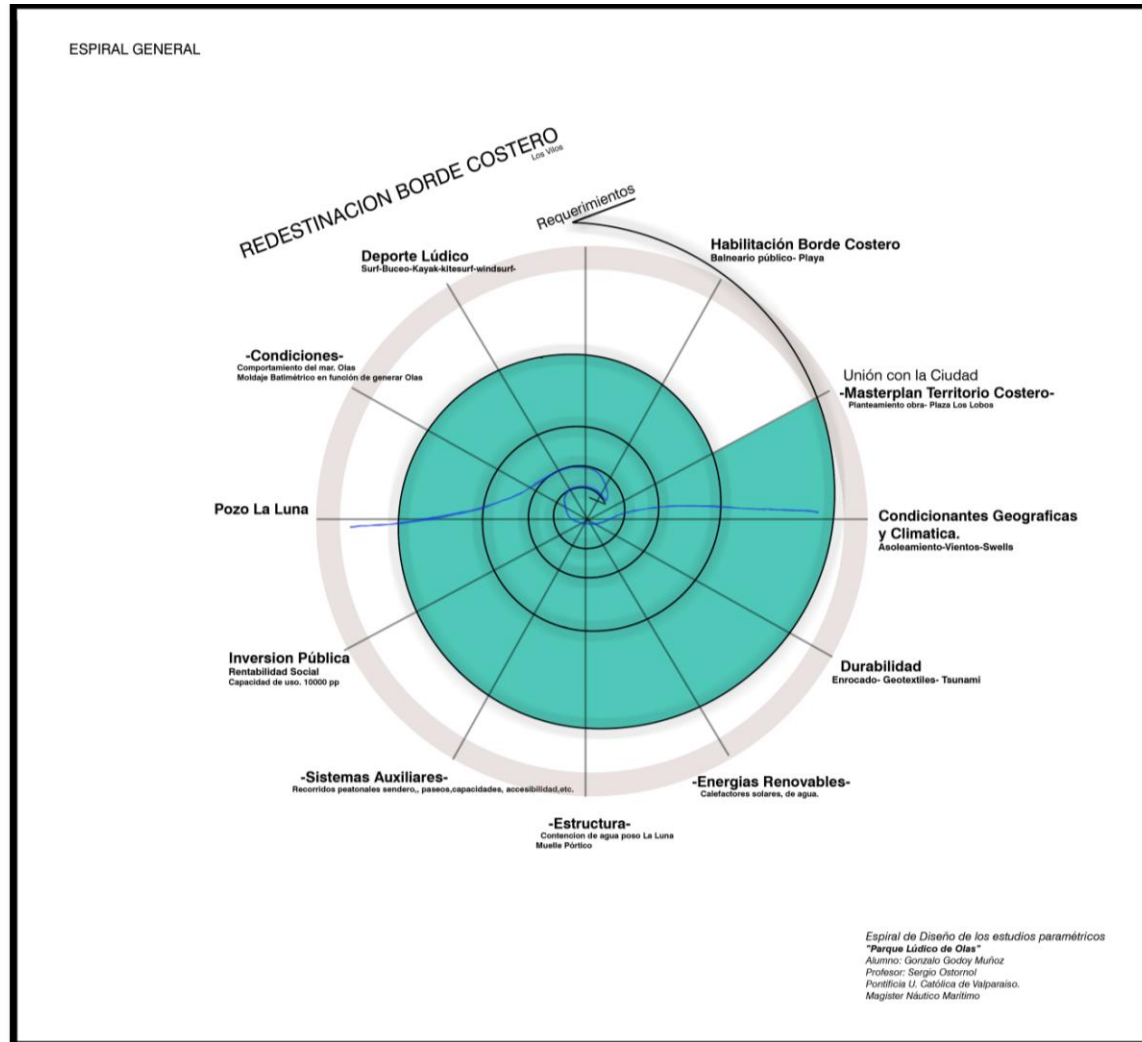 ESPIRAL GENERAL
REDESTINACION BORDE COSTERO
Los Vilos
Requerimientos
Habilitación Borde Costero
Balneario público- Playa
Unión con la Ciudad
-Masterplan Territorio Costero-
Planteamiento obra- Plaza Los Lobos
Condicionantes Geograficas
y Climatica.
Asoleamiento-Vientos-Swells
Durabilidad
Enrocado- Geotextiles- Tsunami
-Energias Renovables-
Calefactores solares, de agua.
-Estructura-
Contencion de agua poso La Luna
Muelle Pórtico
-Sistemas Auxiliares-
Recorridos peatonales sendero,, paseos,capacidades, accesibilidad,etc.
Inversion Pública
Rentabilidad Social
Capacidad de uso. 10000 pp
Pozo La Luna
-Condiciones-
Comportamiento del mar. Olas
Moldaje Batimétrico en función de generar Olas
Deporte Lúdico
Surf-Buceo-Kayak-kitesurf-windsurf-
Espiral de Diseño de los estudios paramétricos
"Parque Lúdico de Olas"
Alumno: Gonzalo Godoy Muñoz
Profesor: Sergio Ostornol
Pontificia U. Católica de Valparaiso.
Magister Náutico Marítimo